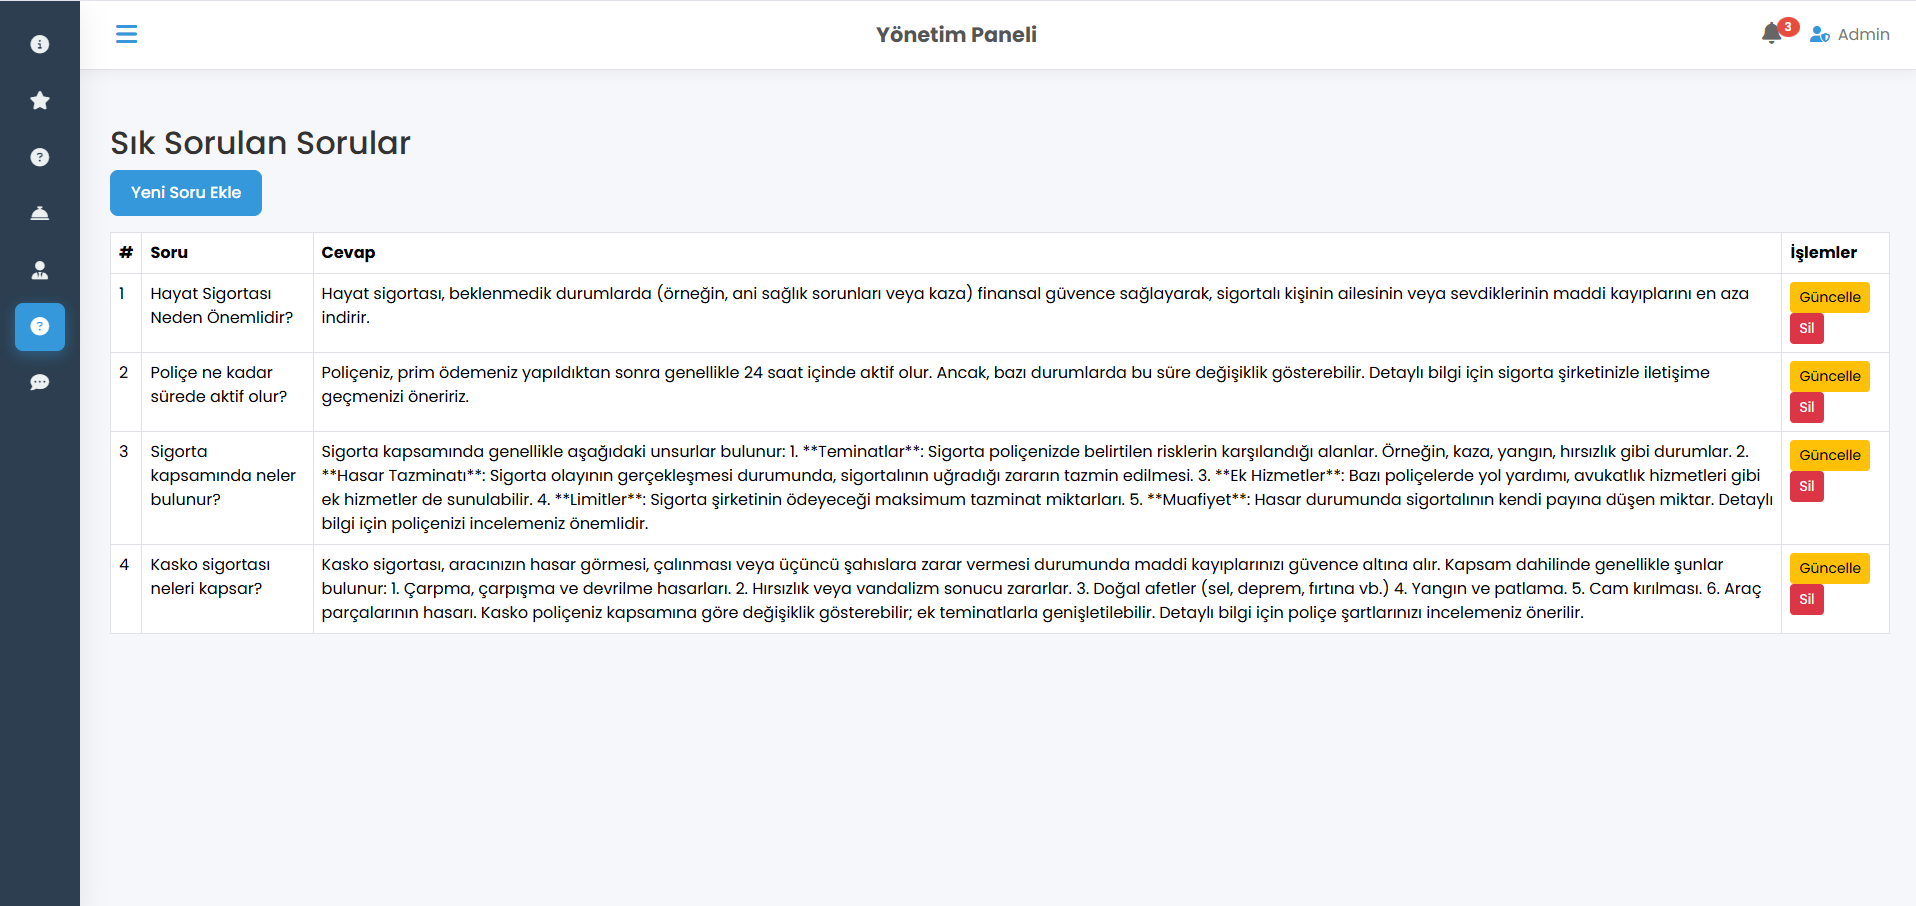 Yönetim Paneli
3
Admin
Sık Sorulan Sorular
Yeni Soru Ekle
# Soru Cevap İşlemler
1
Hayat Sigortası
Neden Önemlidir?
Hayat sigortası, beklenmedik durumlarda (örneğin, ani sağlık sorunları veya kaza) finansal güvence sağlayarak, sigortalı kişinin ailesinin veya sevdiklerinin maddi kayıplarını en aza
indirir.
Güncelle
Sil
2
Poliçe ne kadar
sürede aktif olur?
Poliçeniz, prim ödemeniz yapıldıktan sonra genellikle 24 saat içinde aktif olur. Ancak, bazı durumlarda bu süre değişiklik gösterebilir. Detaylı bilgi için sigorta şirketinizle iletişime
geçmenizi öneririz.
Güncelle
Sil
3
Sigorta
kapsamında neler
bulunur?
Sigorta kapsamında genellikle aşağıdaki unsurlar bulunur: 1. **Teminatlar**: Sigorta poliçenizde belirtilen risklerin karşılandığı alanlar. Örneğin, kaza, yangın, hırsızlık gibi durumlar. 2.
**Hasar Tazminatı**: Sigorta olayının gerçekleşmesi durumunda, sigortalının uğradığı zararın tazmin edilmesi. 3. **Ek Hizmetler**: Bazı poliçelerde yol yardımı, avukatlık hizmetleri gibi
ek hizmetler de sunulabilir. 4. **Limitler**: Sigorta şirketinin ödeyeceği maksimum tazminat miktarları. 5. **Muafiyet**: Hasar durumunda sigortalının kendi payına düşen miktar. Detaylı
bilgi için poliçenizi incelemeniz önemlidir.
Güncelle
Sil
4
Kasko sigortası
neleri kapsar?
Kasko sigortası, aracınızın hasar görmesi, çalınması veya üçüncü şahıslara zarar vermesi durumunda maddi kayıplarınızı güvence altına alır. Kapsam dahilinde genellikle şunlar
bulunur: 1. Çarpma, çarpışma ve devrilme hasarları. 2. Hırsızlık veya vandalizm sonucu zararlar. 3. Doğal afetler (sel, deprem, fırtına vb.) 4. Yangın ve patlama. 5. Cam kırılması. 6. Araç
parçalarının hasarı. Kasko poliçeniz kapsamına göre değişiklik gösterebilir; ek teminatlarla genişletilebilir. Detaylı bilgi için poliçe şartlarınızı incelemeniz önerilir.
Güncelle
Sil